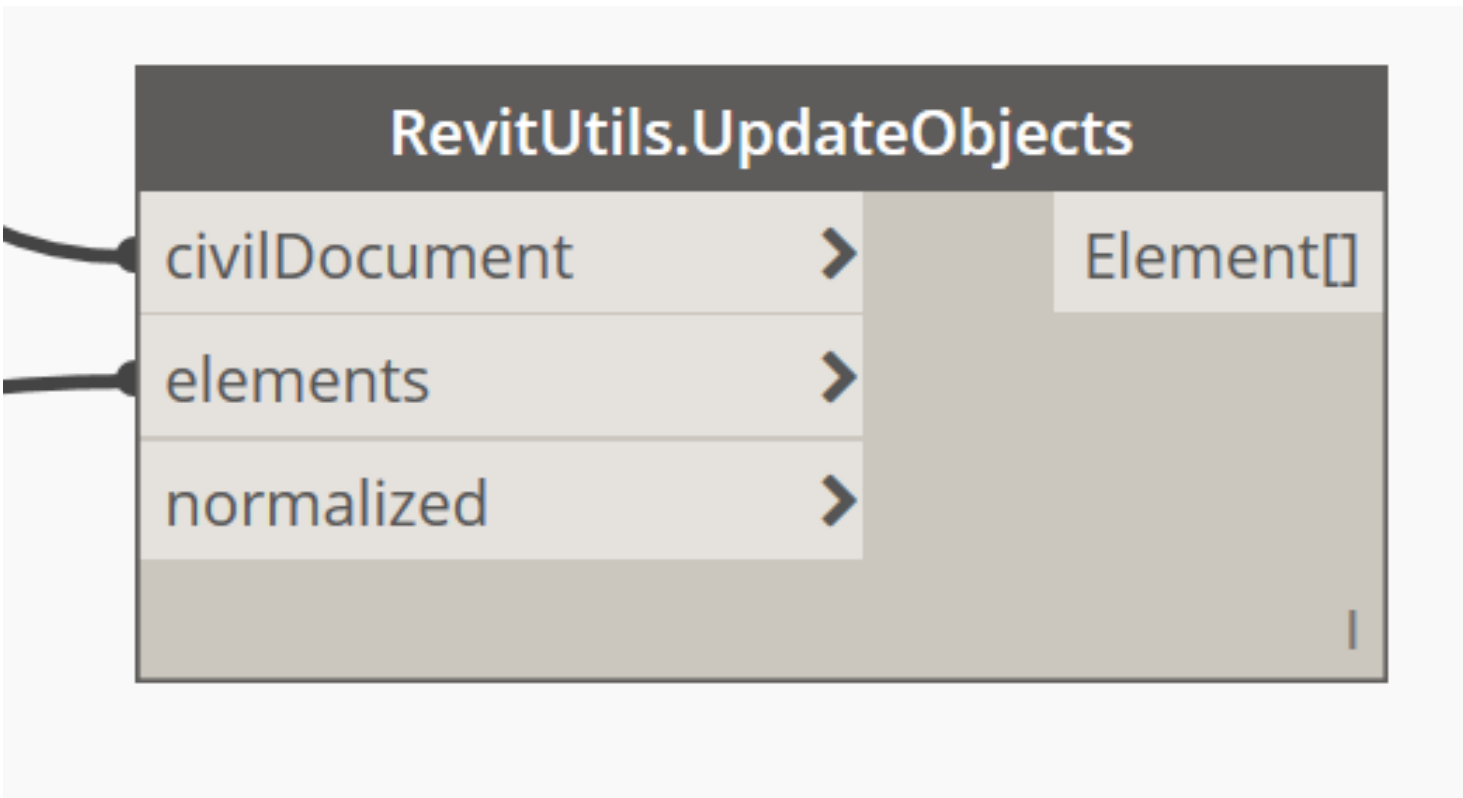 RevitUtils.UpdateObjects
civilDocument
Element[]
elements
normalized
l